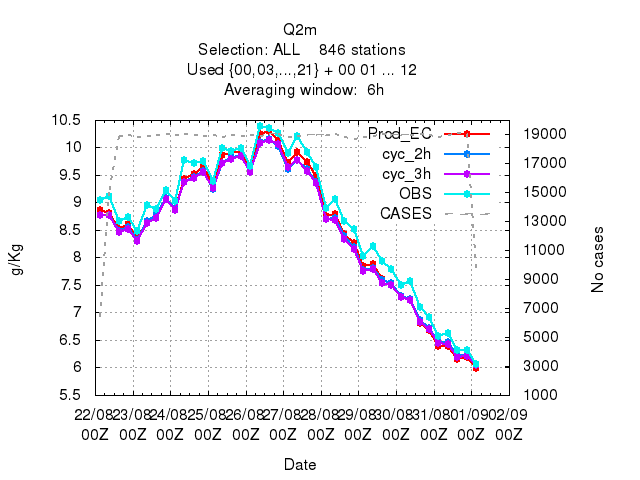 Q2m
Selection: ALL 846 stations
Used {00,03,...,21} + 00 01 ... 12
Averaging window: 6h
10.5
10
9.5
9
8.5
8
7.5
7
6.5
6
5.5
g/Kg
Prod_EC
cyc_2h
cyc_3h
OBS
CASES
19000
17000
15000
13000
11000
9000
7000
5000
3000
1000
No cases
22/08 23/08 24/08 25/08 26/08 27/08 28/08 29/08 30/08 31/08 01/09 02/09
00Z 00Z 00Z 00Z 00Z 00Z 00Z 00Z 00Z 00Z 00Z 00Z
Date